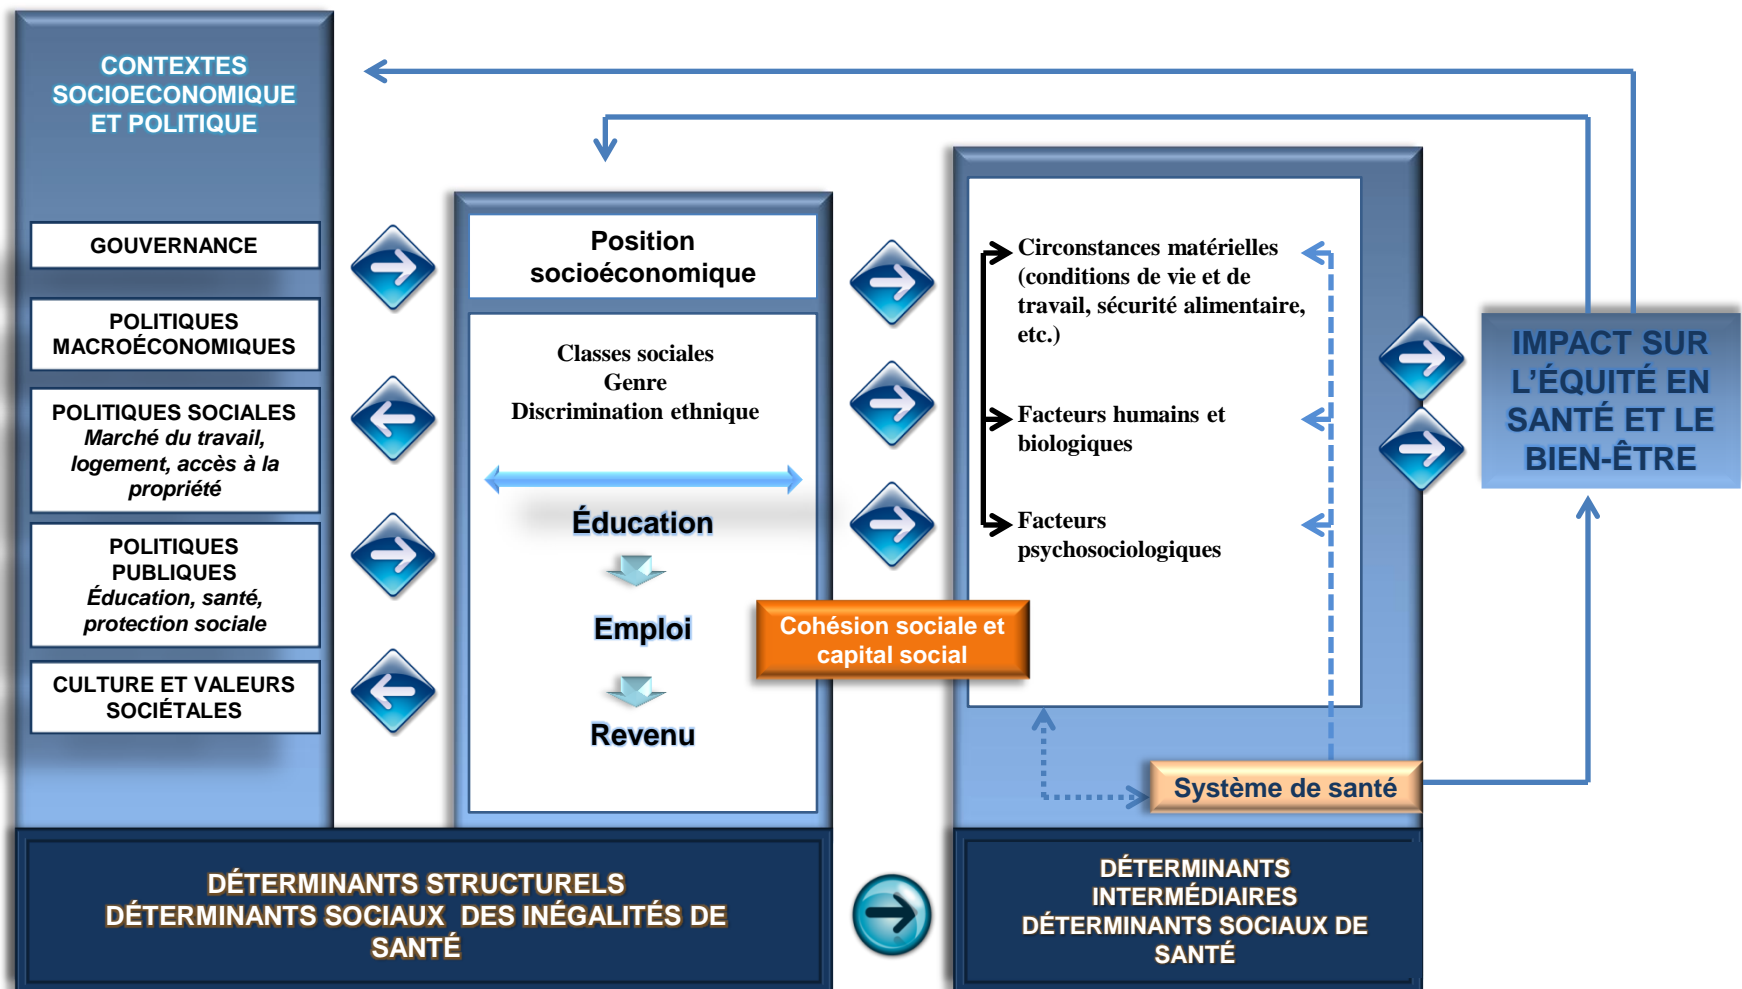 CONTEXTES
SOCIOECONOMIQUE
ET POLITIQUE
GOUVERNANCE
POLITIQUES
MACROÉCONOMIQUES
POLITIQUES SOCIALES
Marché du travail,
logement, accès à la
propriété
POLITIQUES
PUBLIQUES
Éducation, santé,
protection sociale
CULTURE ET VALEURS
SOCIÉTALES
Position
socioéconomique
Classes sociales
Genre
Discrimination ethnique
Éducation
Emploi
Revenu
Cohésion sociale et
capital social
Circonstances matérielles
(conditions de vie et de
travail, sécurité alimentaire,
etc.)
Facteurs humains et
biologiques
Facteurs
psychosociologiques
Système de santé
IMPACT SUR
L’ÉQUITÉ EN
SANTÉ ET LE
BIEN-ÊTRE
DÉTERMINANTS STRUCTURELS
DÉTERMINANTS SOCIAUX  DES INÉGALITÉS DE
SANTÉ
DÉTERMINANTS
INTERMÉDIAIRES
DÉTERMINANTS SOCIAUX DE
SANTÉ